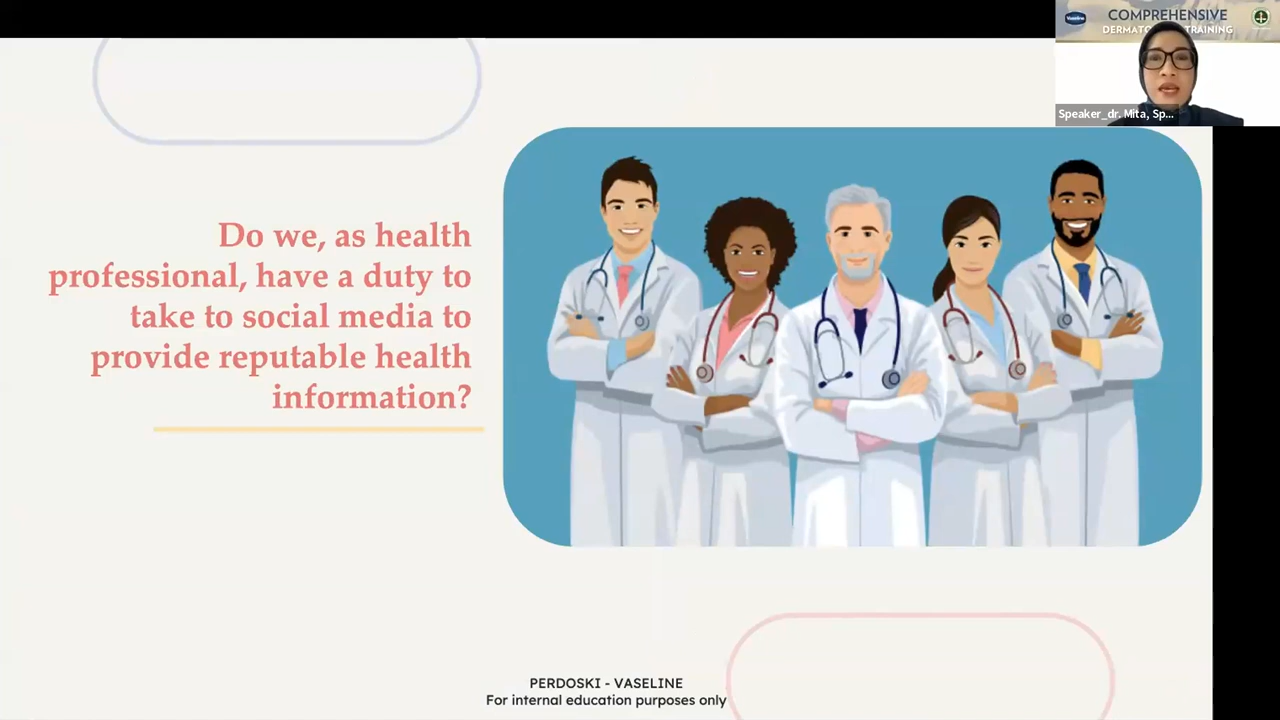 Vaseline
COMPREHENSIVE
TRAINING
Speaker_dr. Mita, Sp...
Do we, as health
professional, have a duty to
take to social media to
provide reputable health
information?
PERDOSKI - VASELINE
For internal education purposes only